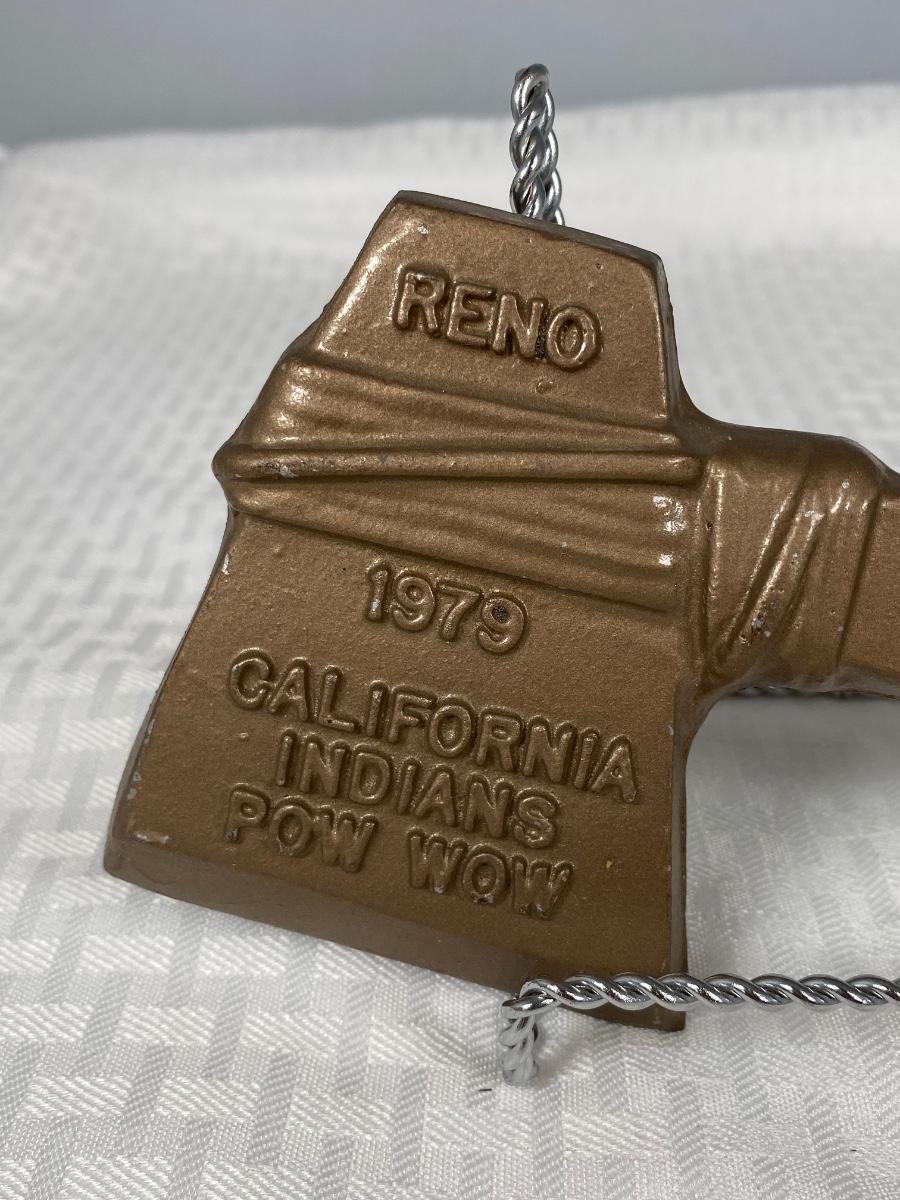 RENO
1979
CALIFORNIA
INDIANS
POW WOW